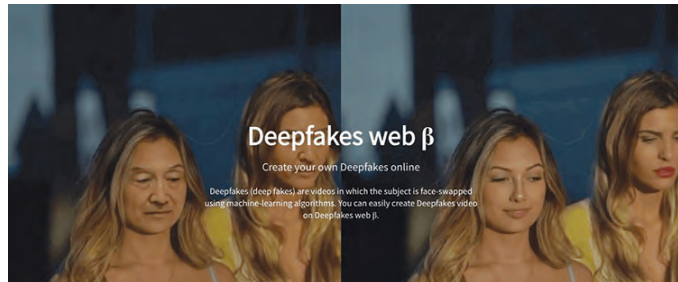 Deepfakes web β
Create your own Deepfakes online
Deepfakes (deep fakes) are videos in which the subject is face-swapped
using machine-learning algorithms. You can easily create Deepfakes video
on Deepfakes web β.